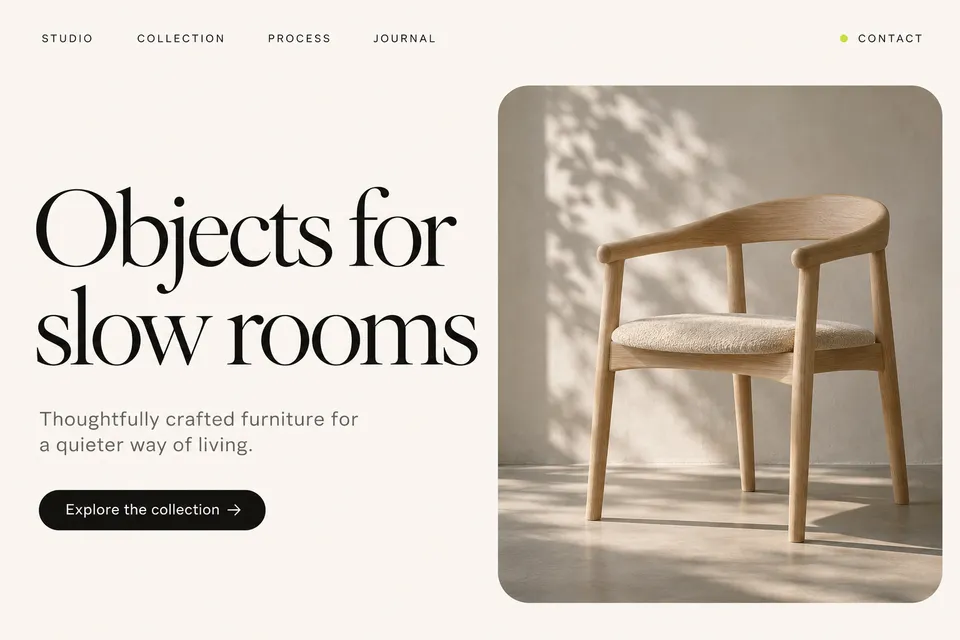 STUDIO COLLECTION PROCESS JOURNAL CONTACT
Objects for
slow rooms
Thoughtfully crafted furniture for
a quieter way of living.
Explore the collection →